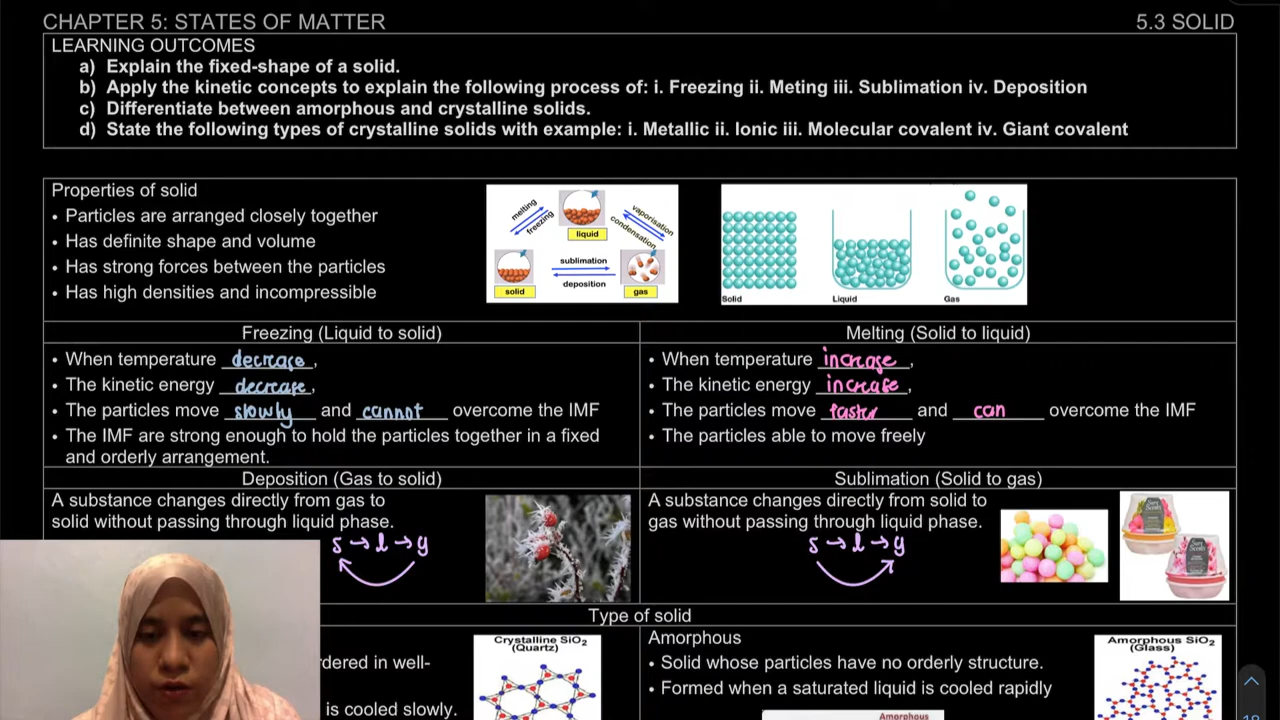 CHAPTER 5: STATES OF MATTER
5.3 SOLID
LEARNING OUTCOMES
a) Explain the fixed-shape of a solid.
b) Apply the kinetic concepts to explain the following process of: i. Freezing ii. Meting iii. Sublimation iv. Deposition
c) Differentiate between amorphous and crystalline solids.
d) State the following types of crystalline solids with example: i. Metallic ii. Ionic iii. Molecular covalent iv. Giant covalent
Properties of solid
• Particles are arranged closely together
• Has definite shape and volume
• Has strong forces between the particles
• Has high densities and incompressible
melting
freezing
liquid
vaporisation
condensation
sublimation
deposition
solid
gas
Solid
Liquid
Gas
Freezing (Liquid to solid)
• When temperature decrease,
• The kinetic energy decrease,
• The particles move slowly and cannot overcome the IMF
• The IMF are strong enough to hold the particles together in a fixed
and orderly arrangement.
Melting (Solid to liquid)
• When temperature increase,
• The kinetic energy increase,
• The particles move faster and can overcome the IMF
• The particles able to move freely
Deposition (Gas to solid)
A substance changes directly from gas to
solid without passing through liquid phase.
s → l → g
Sublimation (Solid to gas)
A substance changes directly from solid to
gas without passing through liquid phase.
s → l → g
Type of solid
dered in well-
is cooled slowly.
Crystalline SiO₂
(Quartz)
Amorphous
• Solid whose particles have no orderly structure.
• Formed when a saturated liquid is cooled rapidly
Amorphous SiO₂
(Glass)
Amorphous